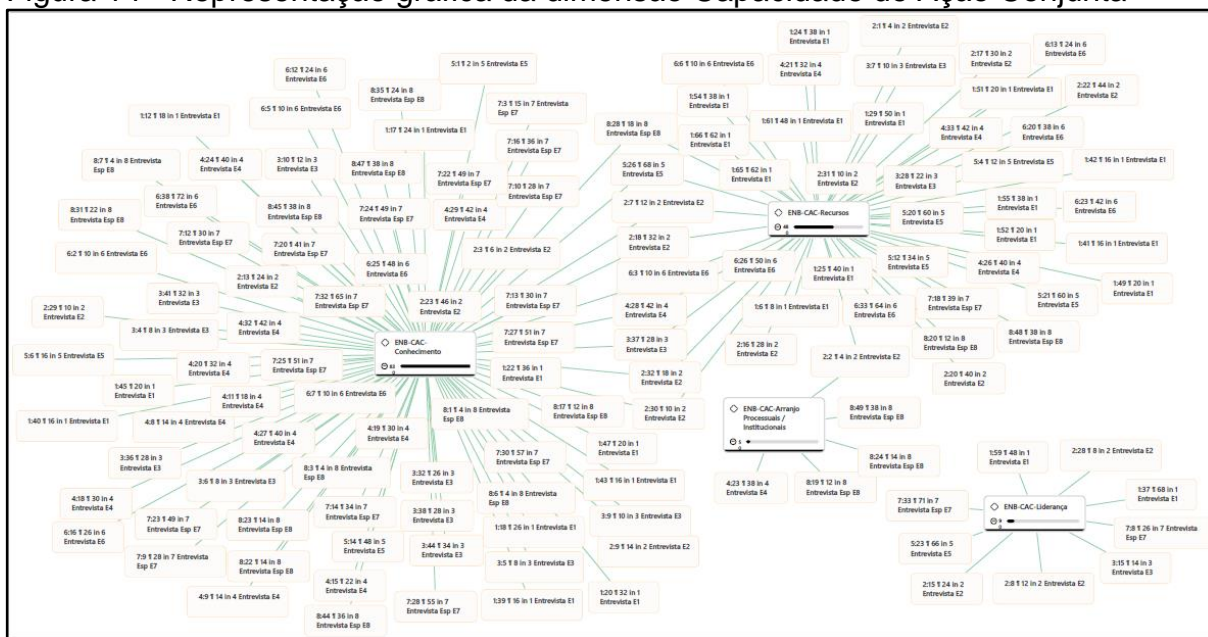 1:24 ¶ 38 in 1
Entrevista E1
2:1 ¶ 4 in 2 Entrevista E2
6:13 ¶ 24 in 6
Entrevista E6
6:12 ¶ 24 in 6
Entrevista E6
5:1 ¶ 2 in 5 Entrevista E5
6:6 ¶ 10 in 6 Entrevista E6
4:21 ¶ 32 in 4
Entrevista E4
3:7 ¶ 10 in 3 Entrevista E3
2:17 ¶ 30 in 2
Entrevista E2
8:35 ¶ 24 in 8
Entrevista Esp E8
1:51 ¶ 20 in 1
Entrevista E1
2:22 ¶ 44 in 2
Entrevista E2
6:5 ¶ 10 in 6 Entrevista E6
7:3 ¶ 15 in 7 Entrevista
Esp E7
1:54 ¶ 38 in 1
Entrevista E1
1:12 ¶ 18 in 1 Entrevista E1
1:17 ¶ 24 in 1 Entrevista E1
8:28 ¶ 18 in 8
Entrevista Esp E8
1:61 ¶ 48 in 1 Entrevista E1
1:29 ¶ 50 in 1
Entrevista E1
4:33 ¶ 42 in 4
Entrevista E4
6:20 ¶ 38 in 6
Entrevista E6
7:16 ¶ 36 in 7
Entrevista Esp E7
1:66 ¶ 62 in 1
Entrevista E1
8:7 ¶ 4 in 8 Entrevista
Esp E8
4:24 ¶ 40 in 4
Entrevista E4
3:10 ¶ 12 in 3
Entrevista E3
8:47 ¶ 38 in 8
Entrevista Esp E8
7:22 ¶ 49 in 7
Entrevista Esp E7
5:26 ¶ 68 in 5
Entrevista E5
1:65 ¶ 62 in 1
Entrevista E1
2:31 ¶ 10 in 2
Entrevista E2
3:28 ¶ 22 in 3
Entrevista E3
5:4 ¶ 12 in 5 Entrevista E5
1:42 ¶ 16 in 1 Entrevista E1
6:38 ¶ 72 in 6
Entrevista E6
7:10 ¶ 28 in 7
Entrevista Esp E7
8:31 ¶ 22 in 8
Entrevista Esp E8
8:45 ¶ 38 in 8
Entrevista Esp E8
7:24 ¶ 49 in 7
Entrevista Esp E7
4:29 ¶ 42 in 4
Entrevista E4
2:7 ¶ 12 in 2 Entrevista E2
ENB-CAC-Recursos
5:20 ¶ 60 in 5
Entrevista E5
1:55 ¶ 38 in 1
Entrevista E1
6:23 ¶ 42 in 6
Entrevista E6
7:12 ¶ 30 in 7
Entrevista Esp E7
7:20 ¶ 41 in 7
Entrevista Esp E7
2:3 ¶ 6 in 2 Entrevista E2
2:18 ¶ 32 in 2
Entrevista E2
1:52 ¶ 20 in 1
Entrevista E1
1:41 ¶ 16 in 1 Entrevista E1
6:2 ¶ 10 in 6 Entrevista E6
6:25 ¶ 48 in 6
Entrevista E6
6:3 ¶ 10 in 6 Entrevista E6
6:26 ¶ 50 in 6
Entrevista E6
5:12 ¶ 34 in 5
Entrevista E5
4:26 ¶ 40 in 4
Entrevista E4
2:13 ¶ 24 in 2
Entrevista E2
1:25 ¶ 40 in 1
Entrevista E1
1:49 ¶ 20 in 1
Entrevista E1
3:41 ¶ 32 in 3
Entrevista E3
7:32 ¶ 65 in 7
Entrevista Esp E7
2:23 ¶ 46 in 2
Entrevista E2
7:13 ¶ 30 in 7
Entrevista Esp E7
4:28 ¶ 42 in 4
Entrevista E4
1:6 ¶ 8 in 1 Entrevista E1
6:33 ¶ 64 in 6
Entrevista E6
7:18 ¶ 39 in 7
Entrevista Esp E7
5:21 ¶ 60 in 5
Entrevista E5
2:29 ¶ 10 in 2
Entrevista E2
3:4 ¶ 8 in 3 Entrevista E3
4:32 ¶ 42 in 4
Entrevista E4
ENB-CAC-
Conhecimento
7:27 ¶ 51 in 7
Entrevista Esp E7
3:37 ¶ 28 in 3
Entrevista E3
2:16 ¶ 28 in 2
Entrevista E2
8:20 ¶ 12 in 8
Entrevista Esp E8
8:48 ¶ 38 in 8
Entrevista Esp E8
5:6 ¶ 16 in 5 Entrevista E5
4:20 ¶ 32 in 4
Entrevista E4
7:25 ¶ 51 in 7
Entrevista Esp E7
1:22 ¶ 36 in 1
Entrevista E1
2:32 ¶ 18 in 2
Entrevista E2
2:2 ¶ 4 in 2 Entrevista E2
2:20 ¶ 40 in 2
Entrevista E2
1:45 ¶ 20 in 1
Entrevista E1
4:11 ¶ 18 in 4
Entrevista E4
6:7 ¶ 10 in 6 Entrevista E6
8:1 ¶ 4 in 8 Entrevista
Esp E8
8:17 ¶ 12 in 8
Entrevista Esp E8
2:30 ¶ 10 in 2
Entrevista E2
ENB-CAC-Arranjo
Processuais /
Institucionais
8:49 ¶ 38 in 8
Entrevista Esp E8
1:40 ¶ 16 in 1 Entrevista E1
4:8 ¶ 14 in 4 Entrevista E4
4:27 ¶ 40 in 4
Entrevista E4
4:19 ¶ 30 in 4
Entrevista E4
1:47 ¶ 20 in 1
Entrevista E1
1:59 ¶ 48 in 1
Entrevista E1
2:28 ¶ 8 in 2 Entrevista E2
3:36 ¶ 28 in 3
Entrevista E3
7:30 ¶ 57 in 7
Entrevista Esp E7
8:24 ¶ 14 in 8
Entrevista Esp E8
3:6 ¶ 8 in 3 Entrevista E3
8:3 ¶ 4 in 8 Entrevista
Esp E8
3:32 ¶ 26 in 3
Entrevista E3
1:43 ¶ 16 in 1 Entrevista E1
4:23 ¶ 38 in 4
Entrevista E4
8:19 ¶ 12 in 8
Entrevista Esp E8
1:37 ¶ 68 in 1
Entrevista E1
4:18 ¶ 30 in 4
Entrevista E4
8:6 ¶ 4 in 8 Entrevista
Esp E8
7:33 ¶ 71 in 7
Entrevista Esp E7
ENB-CAC-Liderança
7:14 ¶ 34 in 7
Entrevista Esp E7
3:38 ¶ 28 in 3
Entrevista E3
3:9 ¶ 10 in 3 Entrevista E3
6:16 ¶ 26 in 6
Entrevista E6
7:23 ¶ 49 in 7
Entrevista Esp E7
8:23 ¶ 14 in 8
Entrevista Esp E8
1:18 ¶ 26 in 1 Entrevista E1
7:8 ¶ 26 in 7 Entrevista
Esp E7
5:14 ¶ 48 in 5
Entrevista E5
3:44 ¶ 34 in 3
Entrevista E3
2:9 ¶ 14 in 2 Entrevista E2
5:23 ¶ 66 in 5
Entrevista E5
7:9 ¶ 28 in 7 Entrevista
Esp E7
8:22 ¶ 14 in 8
Entrevista Esp E8
3:5 ¶ 8 in 3 Entrevista E3
3:15 ¶ 14 in 3
Entrevista E3
4:15 ¶ 22 in 4
Entrevista E4
2:15 ¶ 24 in 2
Entrevista E2
2:8 ¶ 12 in 2 Entrevista E2
4:9 ¶ 14 in 4 Entrevista E4
7:28 ¶ 55 in 7
Entrevista Esp E7
1:39 ¶ 16 in 1 Entrevista E1
1:20 ¶ 32 in 1
Entrevista E1
8:44 ¶ 36 in 8
Entrevista Esp E8